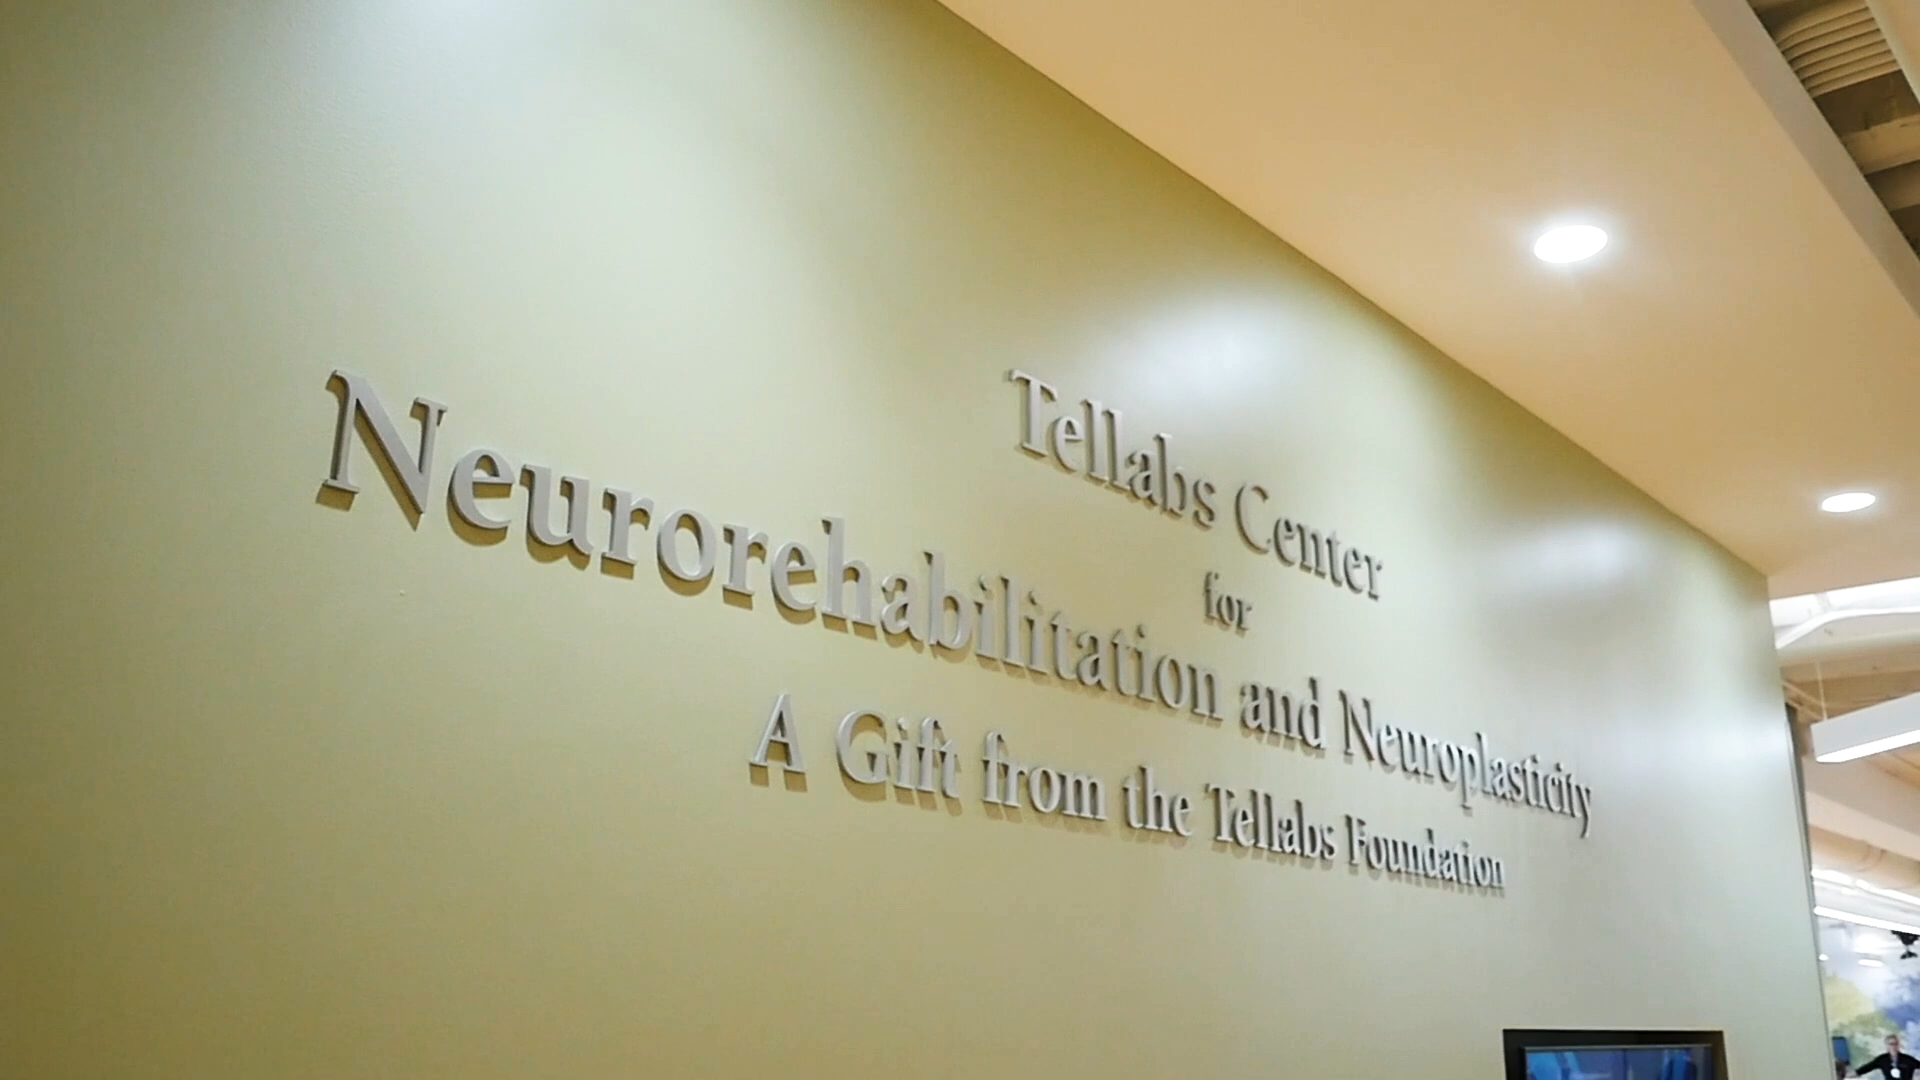 Tellabs Center
for
Neurorehabilitation and Neuroplasticity
A Gift from the Tellabs Foundation